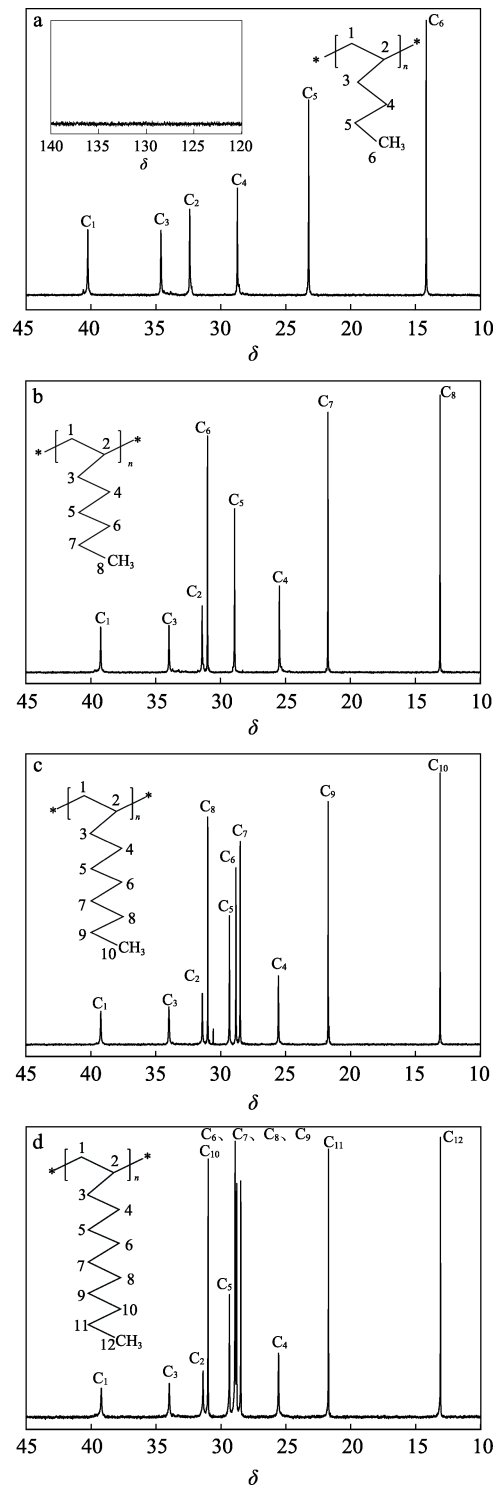 a
1
2
* [ ]n *
3
4
5
6
CH3
C6
C5
C4
C2
C3
C1
140 135 130 125 120
δ
45 40 35 30 25 20 15 10
δ
b
1
2
* [ ]n *
3
4
5
6
7
8
CH3
C8
C7
C6
C5
C4
C2
C3
C1
45 40 35 30 25 20 15 10
δ
c
1
2
* [ ]n *
3
4
5
6
7
8
9
10
CH3
C10
C9
C8
C7
C6
C5
C4
C2
C3
C1
45 40 35 30 25 20 15 10
δ
d
1
2
* [ ]n *
3
4
5
6
7
8
9
10
11
12
CH3
C6、 C7、 C8、 C9
C10
C11
C12
C5
C4
C2
C3
C1
45 40 35 30 25 20 15 10
δ